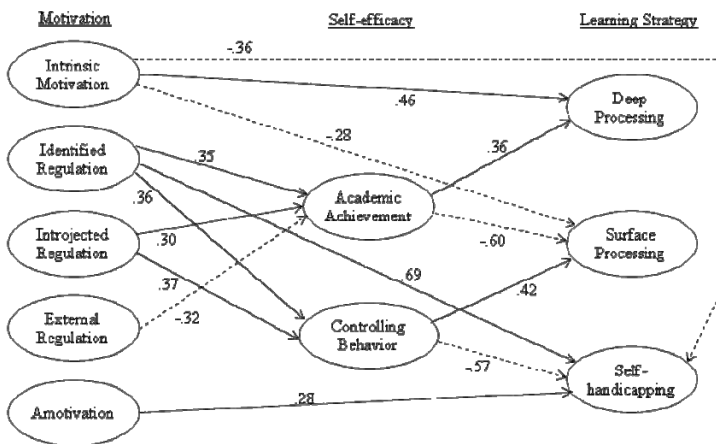 Motivation Self-efficacy Learning Strategy
-.36
Intrinsic
Motivation
.46
Deep
Processing
-.28
.36
Identified
Regulation
.35
.36
Academic
Achievement
Introjected
Regulation
.30
-.60
Surface
Processing
.37
.69
-.32
.42
External
Regulation
Controlling
Behavior
-.57
Self-
handicapping
Amotivation
.28